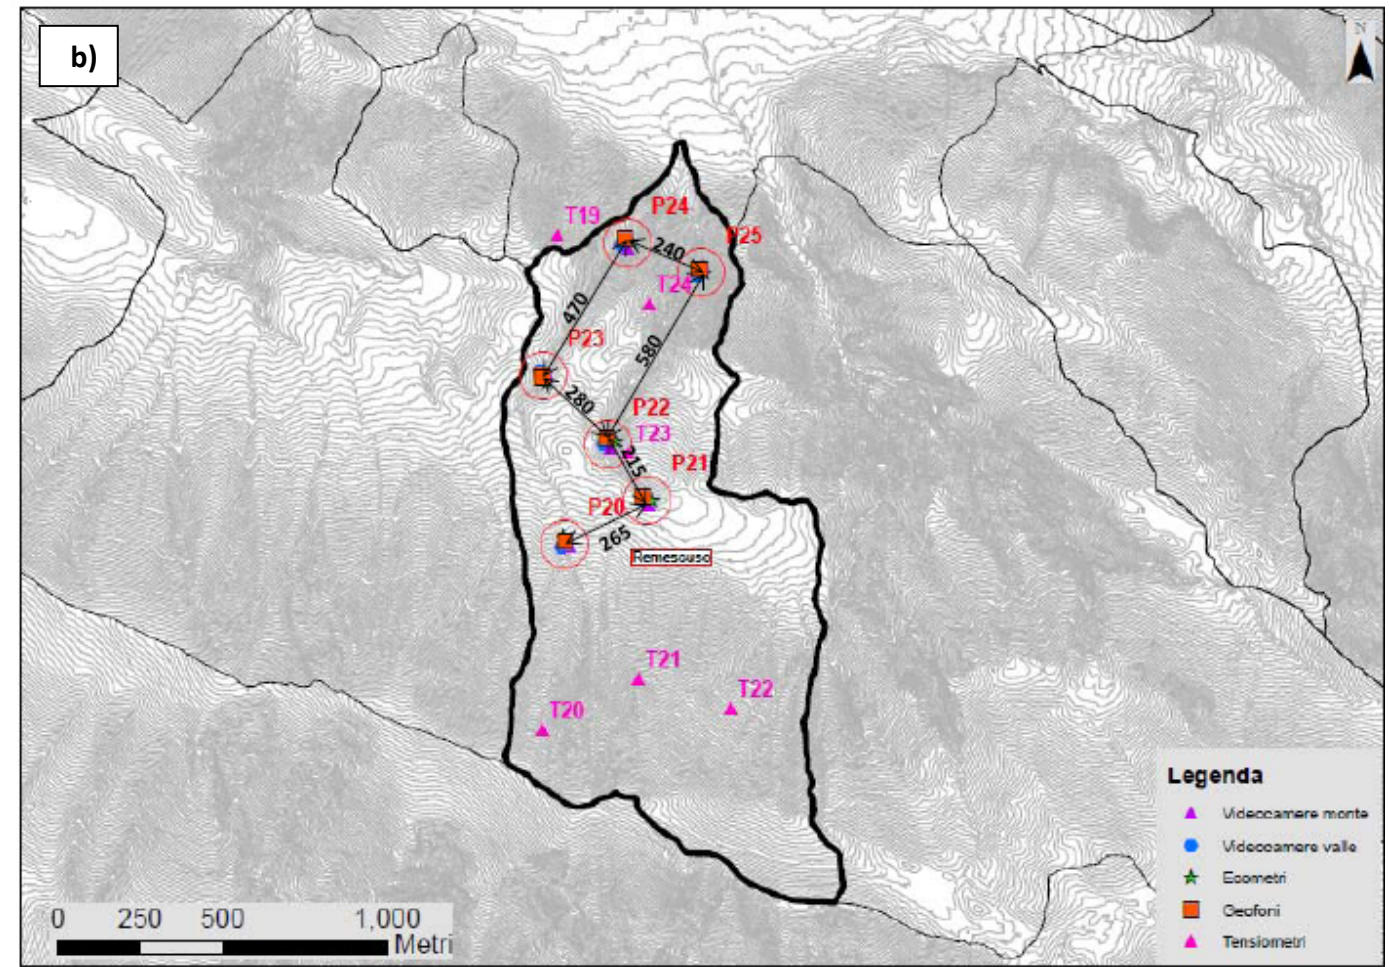 b)
N
T19
P24
P25
240
T24
470
P23
580
280
P22
T23
215
P21
P20
265
Remesouso
T21
T22
T20
Legenda
Videocamere monte
Videocamere valle
Ecometri
Geofoni
Tensiometri
0 250 500 1,000
Metri